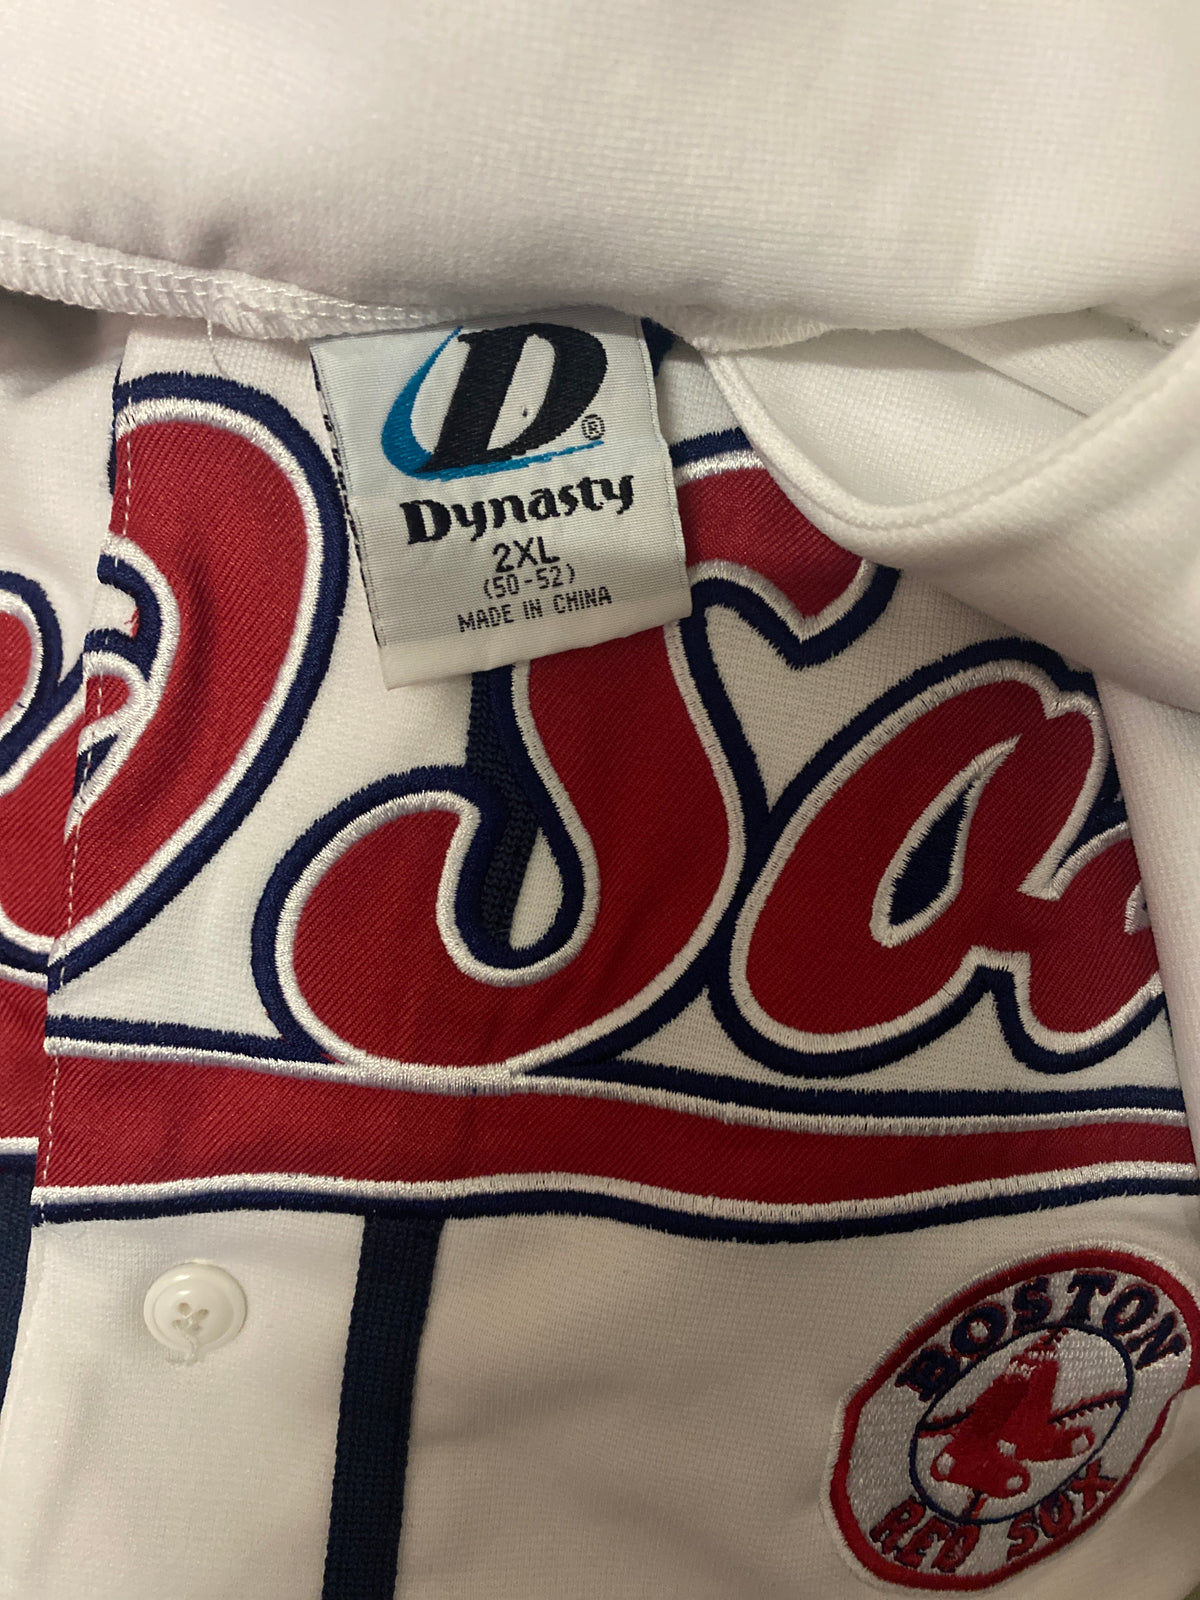 D®
Dynasty
2XL
(50-52)
MADE IN CHINA
BOSTON
RED SOX